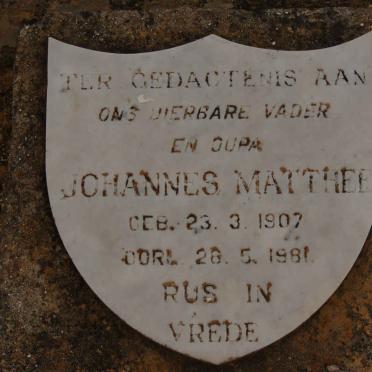 TER GEDAGTENIS AAN
ONS DIERBARE VADER
EN OUPA
JOHANNES MATTHEE
GEB. 23. 3. 1907
OORL. 28. 5. 1981.
RUS IN
VREDE